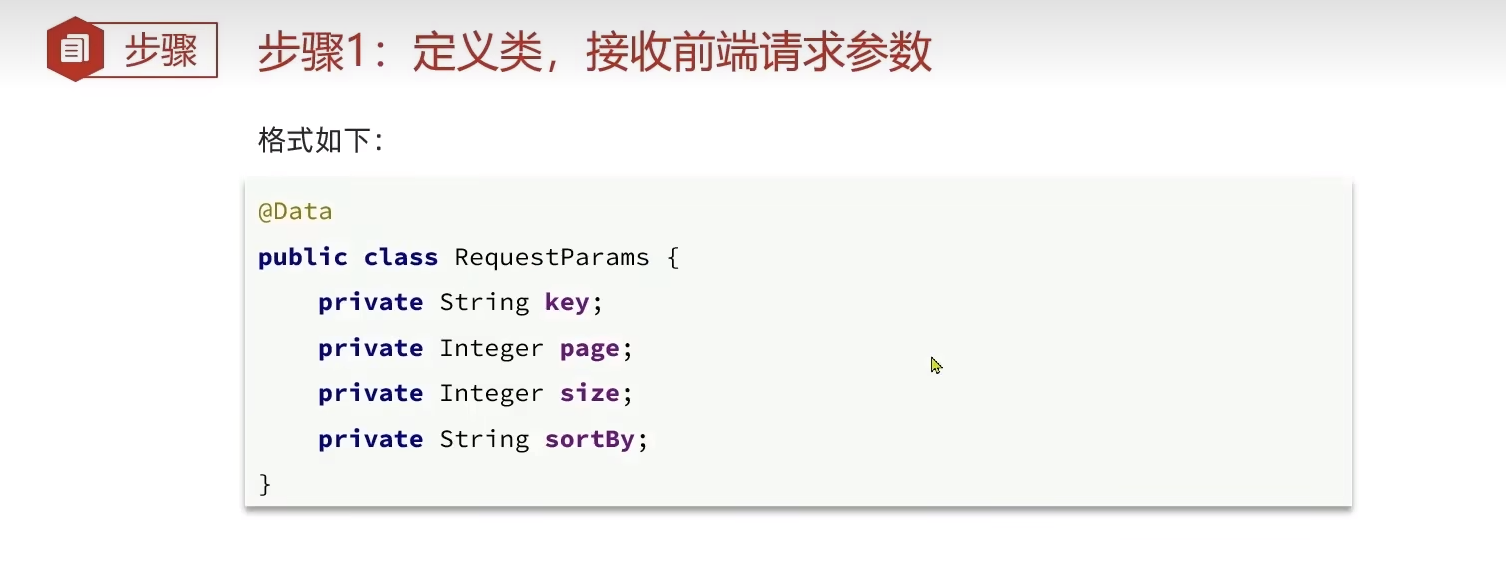 步骤
步骤1：定义类，接收前端请求参数
格式如下：
@Data
public class RequestParams {
    private String key;
    private Integer page;
    private Integer size;
    private String sortBy;
}